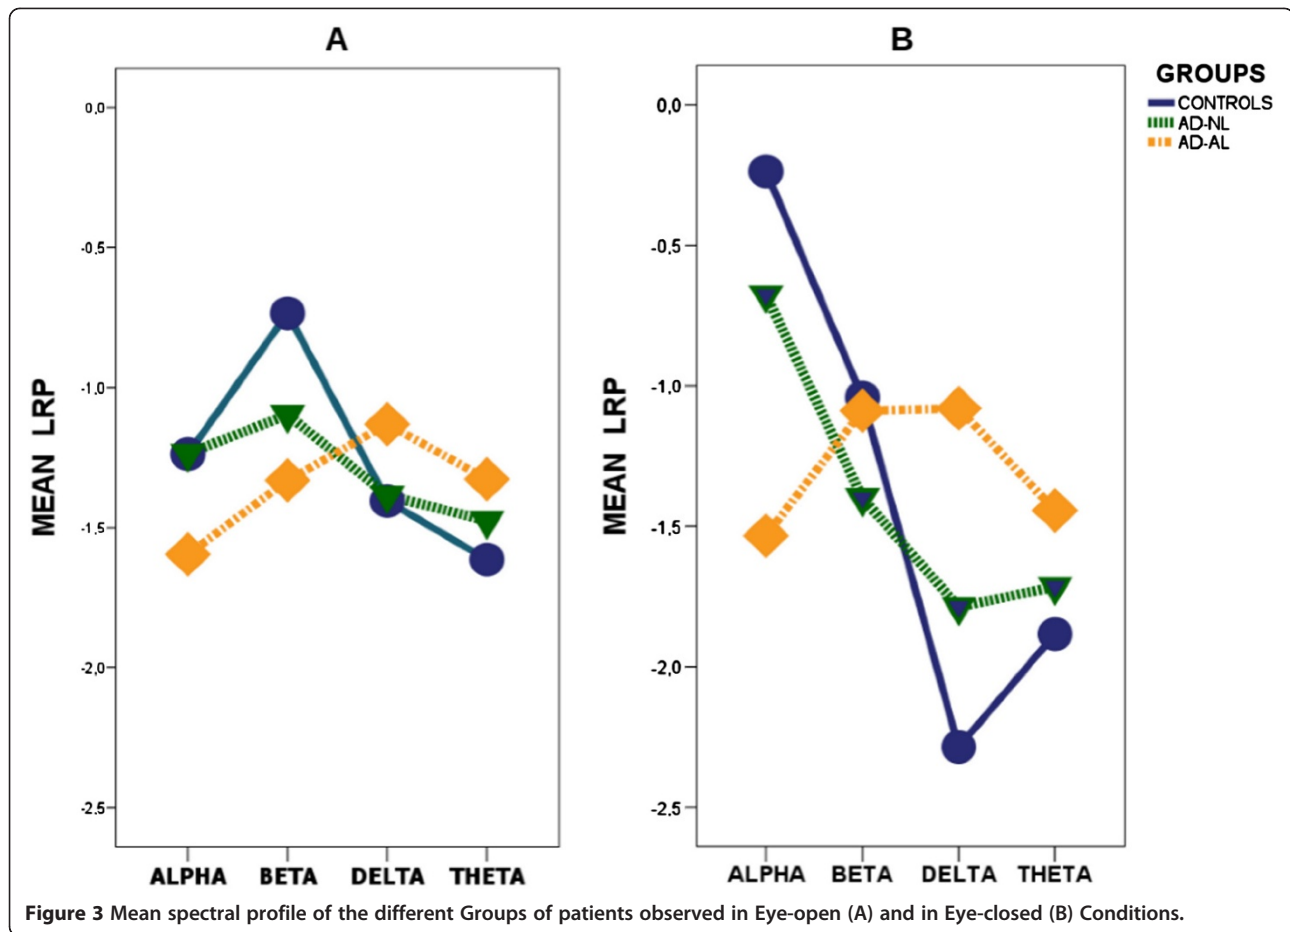 A
B
GROUPS
CONTROLS
AD-NL
AD-AL
MEAN LRP
0,0
-0,5
-1,0
-1,5
-2,0
-2,5
ALPHA BETA DELTA THETA
MEAN LRP
0,0
-0,5
-1,0
-1,5
-2,0
-2,5
ALPHA BETA DELTA THETA
Figure 3 Mean spectral profile of the different Groups of patients observed in Eye-open (A) and in Eye-closed (B) Conditions.